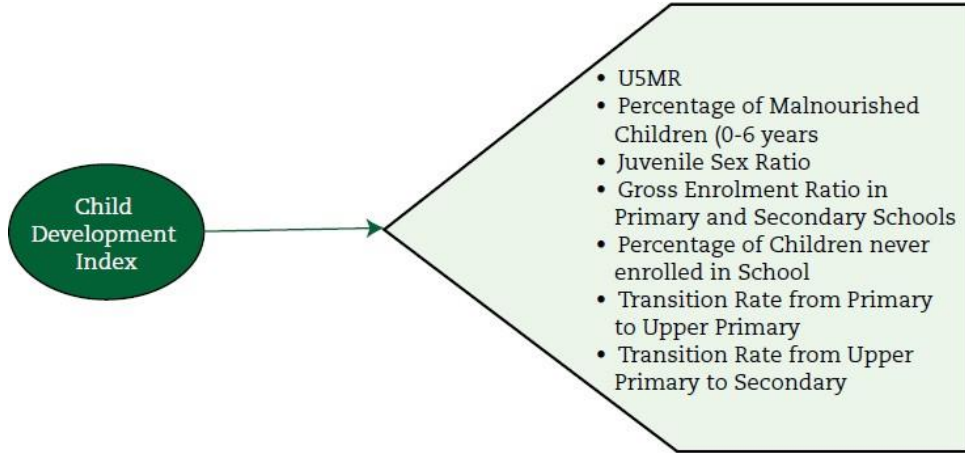 Child
Development
Index
• U5MR
• Percentage of Malnourished
Children (0-6 years
• Juvenile Sex Ratio
• Gross Enrolment Ratio in
Primary and Secondary Schools
• Percentage of Children never
enrolled in School
• Transition Rate from Primary
to Upper Primary
• Transition Rate from Upper
Primary to Secondary